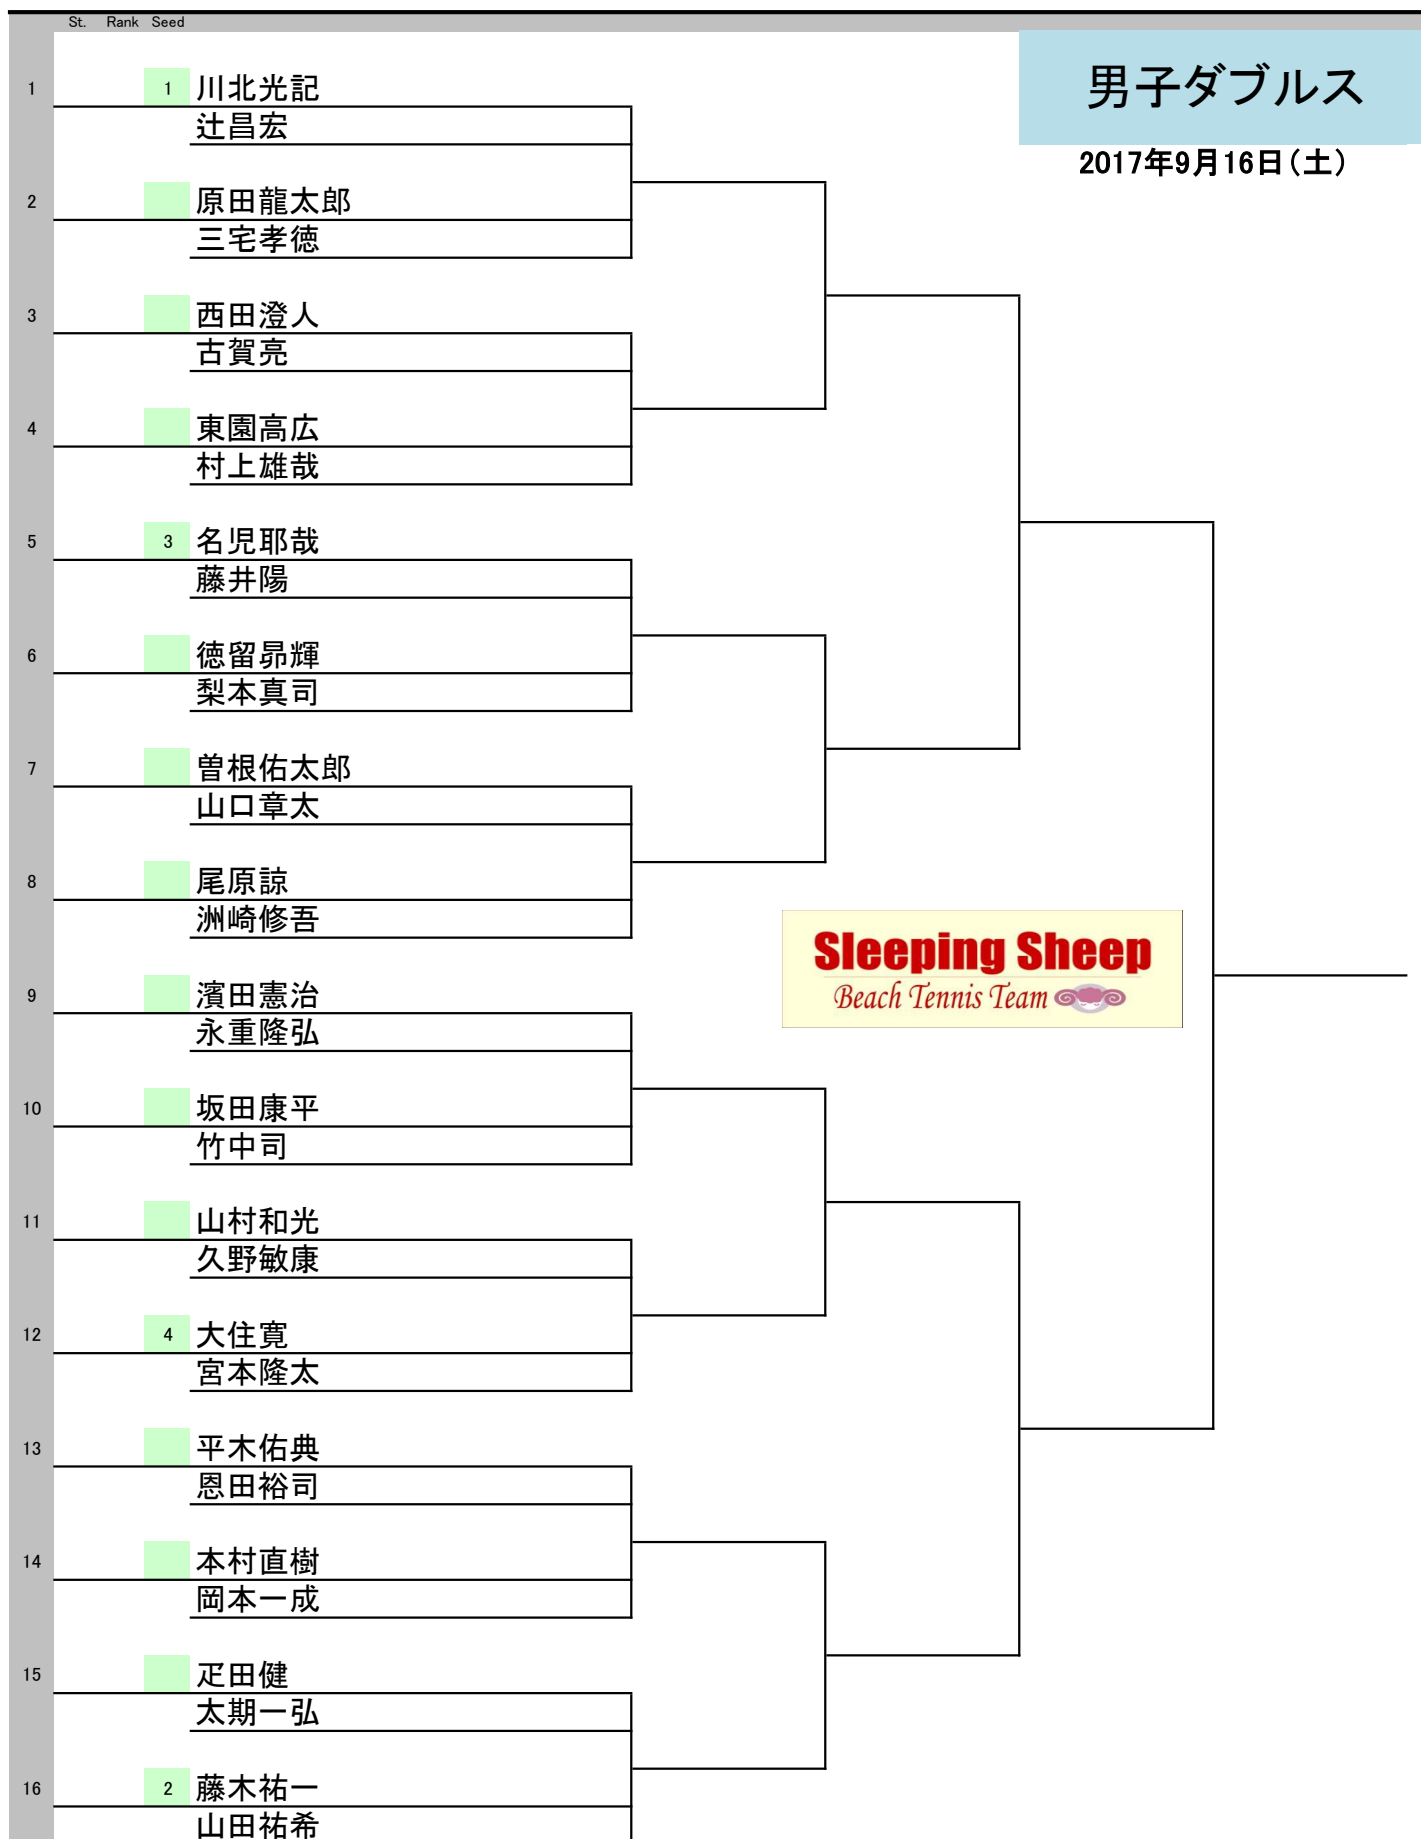 St. Rank Seed
男子ダブルス
2017年9月16日(土)
1 1 川北光記
辻昌宏
2 原田龍太郎
三宅孝徳
3 西田澄人
古賀亮
4 東園高広
村上雄哉
5 3 名児耶哉
藤井陽
6 徳留昴輝
梨本真司
7 曽根佑太郎
山口章太
8 尾原諒
洲崎修吾
Sleeping Sheep
Beach Tennis Team
9 濱田憲治
永重隆弘
10 坂田康平
竹中司
11 山村和光
久野敏康
12 4 大住寛
宮本隆太
13 平木佑典
恩田裕司
14 本村直樹
岡本一成
15 疋田健
太期一弘
16 2 藤木祐一
山田祐希